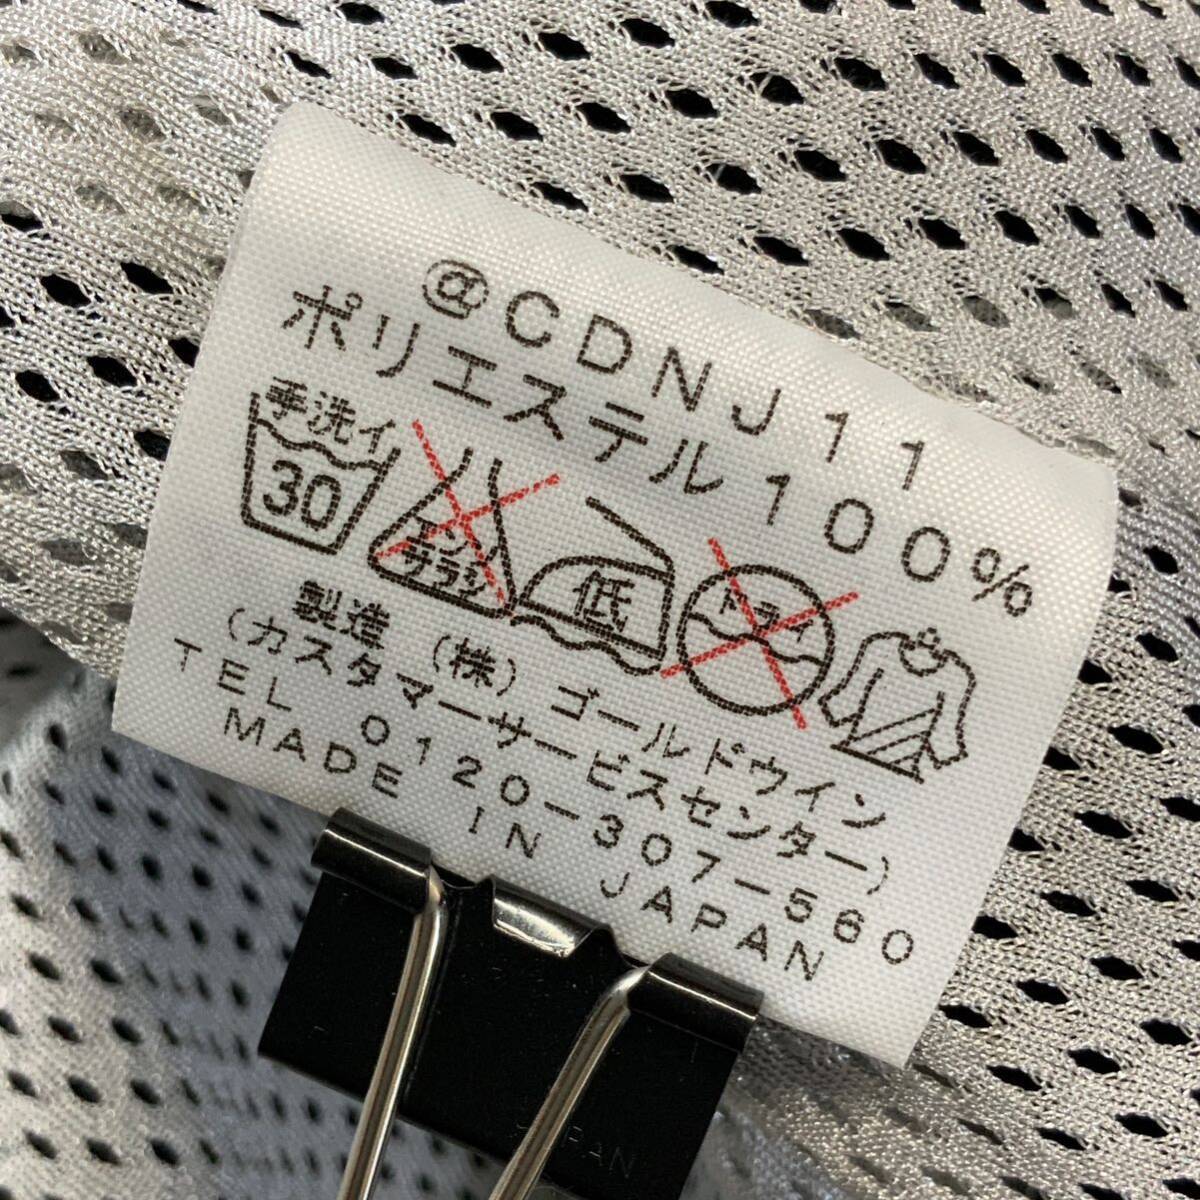 @CDNJ11
ポリエステル100%
手洗イ
30
エンソ
サラシ
低
ドライ
製造 (株) ゴールドウイン
(カスタマーサービスセンター)
TEL 0120-307-560
MADE IN JAPAN
JAPAN